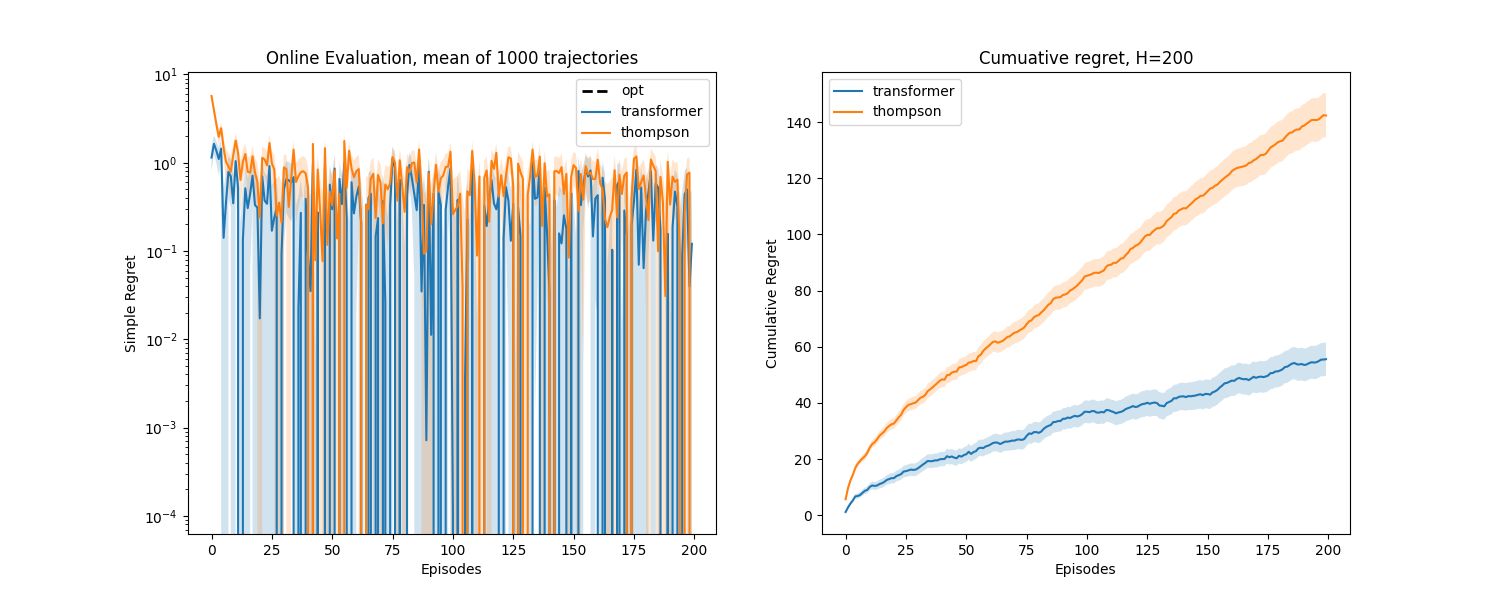 Online Evaluation, mean of 1000 trajectories
Simple Regret
10^1
10^0
10^-1
10^-2
10^-3
10^-4
opt
transformer
thompson
0 25 50 75 100 125 150 175 200
Episodes
Cumuative regret, H=200
Cumulative Regret
140
120
100
80
60
40
20
0
transformer
thompson
0 25 50 75 100 125 150 175 200
Episodes